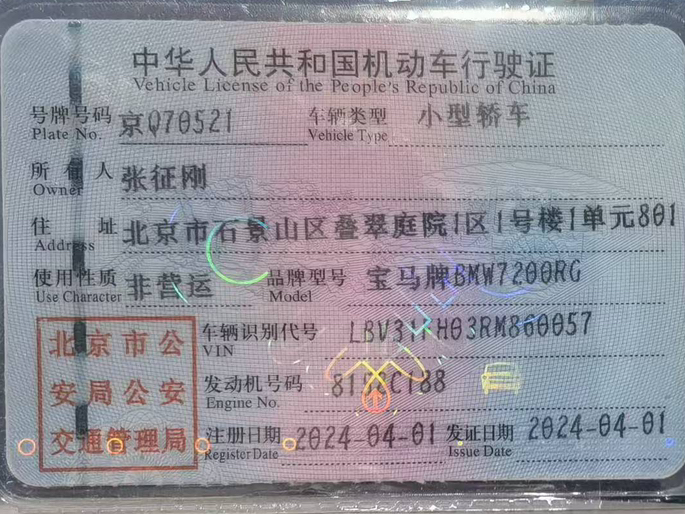 中华人民共和国机动车行驶证
Vehicle License of the People's Republic of China
号牌号码 京Q70521 车辆类型 小型轿车
Plate No. Vehicle Type
所有人 张征刚
Owner
住址 北京市石景山区叠翠庭院1区1号楼1单元801
Address
使用性质 非营运 品牌型号 宝马牌BMW7200RG
Use Character Model
北京市公
安局公安
交通管理局
车辆识别代号
VIN
发动机号码
Engine No.
注册日期 2024-04-01 发证日期 2024-04-01
Register Date Issue Date